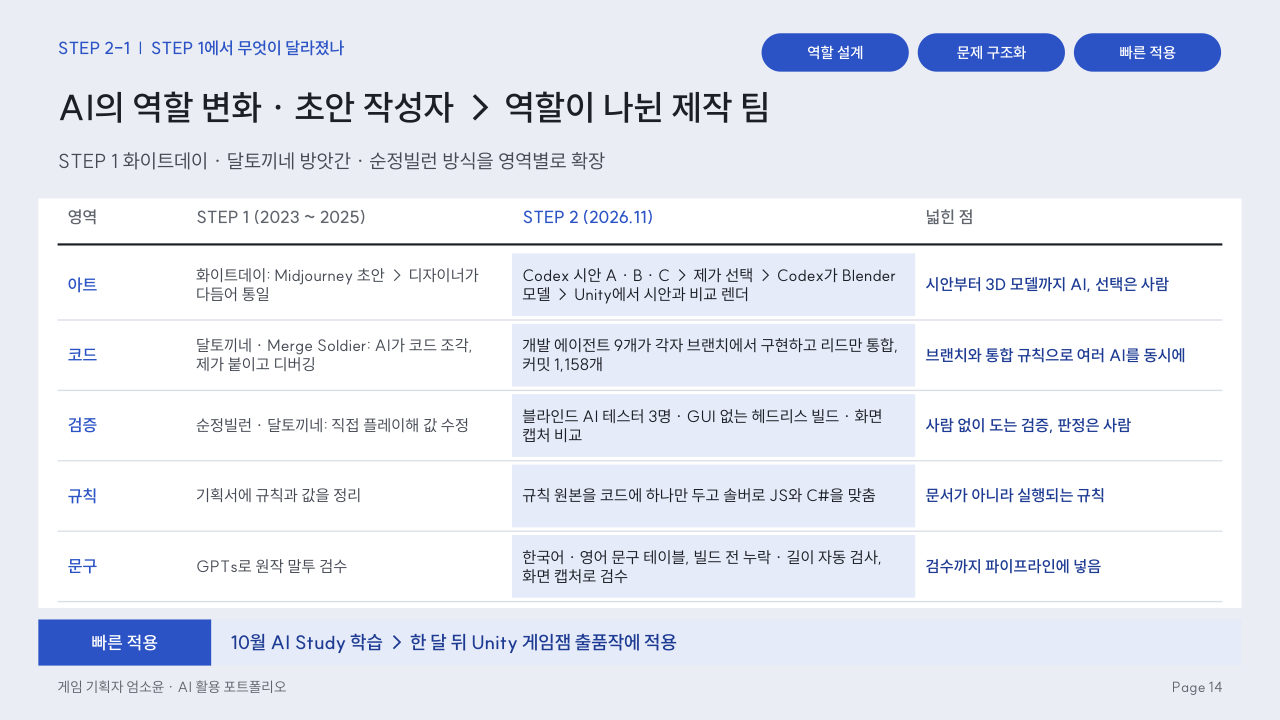 STEP 2-1 | STEP 1에서 무엇이 달라졌나
역할 설계
문제 구조화
빠른 적용
AI의 역할 변화 · 초안 작성자 > 역할이 나뉜 제작 팀
STEP 1 화이트데이 · 달토끼네 방앗간 · 순정빌런 방식을 영역별로 확장
영역
STEP 1 (2023 ~ 2025)
STEP 2 (2026.11)
넓힌 점
아트
화이트데이: Midjourney 초안 > 디자이너가
다듬어 통일
Codex 시안 A · B · C > 제가 선택 > Codex가 Blender
모델 > Unity에서 시안과 비교 렌더
시안부터 3D 모델까지 AI, 선택은 사람
코드
달토끼네 · Merge Soldier: AI가 코드 조각,
제가 붙이고 디버깅
개발 에이전트 9개가 각자 브랜치에서 구현하고 리드만 통합,
커밋 1,158개
브랜치와 통합 규칙으로 여러 AI를 동시에
검증
순정빌런 · 달토끼네: 직접 플레이해 값 수정
블라인드 AI 테스터 3명 · GUI 없는 헤드리스 빌드 · 화면
캡처 비교
사람 없이 도는 검증, 판정은 사람
규칙
기획서에 규칙과 값을 정리
규칙 원본을 코드에 하나만 두고 솔버로 JS와 C#을 맞춤
문서가 아니라 실행되는 규칙
문구
GPTs로 원작 말투 검수
한국어 · 영어 문구 테이블, 빌드 전 누락 · 길이 자동 검사,
화면 캡처로 검수
검수까지 파이프라인에 넣음
빠른 적용
10월 AI Study 학습 > 한 달 뒤 Unity 게임잼 출품작에 적용
게임 기획자 엄소윤 · AI 활용 포트폴리오
Page 14